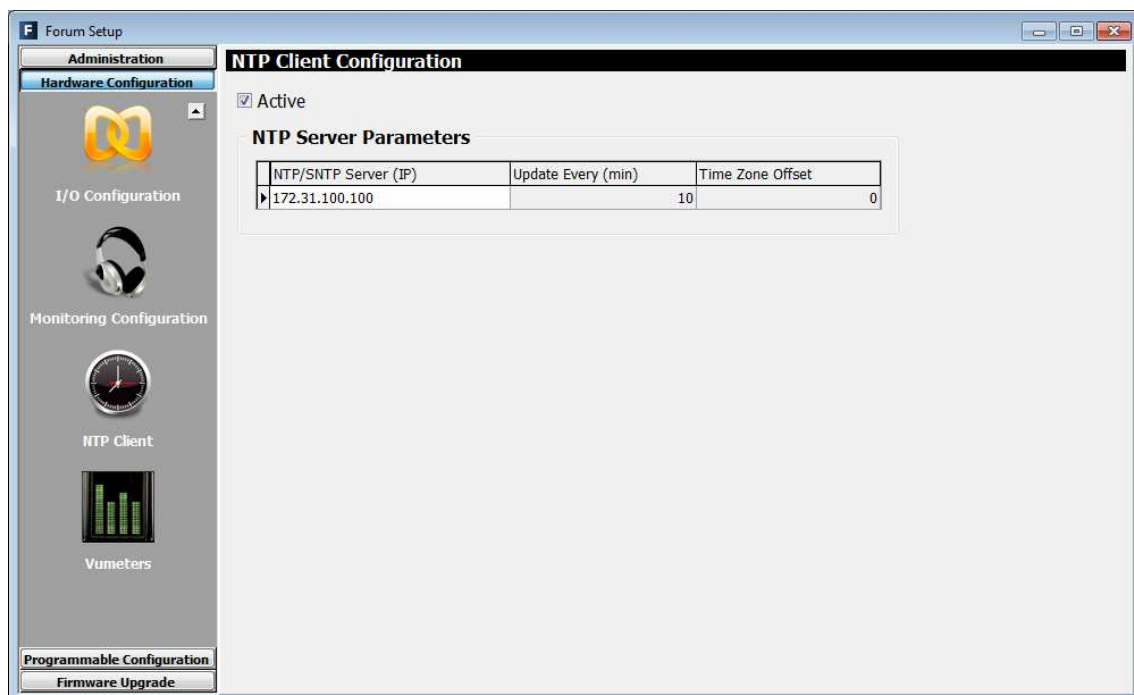 F Forum Setup
Administration
Hardware Configuration
I/O Configuration
Monitoring Configuration
NTP Client
Vumeters
Programmable Configuration
Firmware Upgrade
NTP Client Configuration
Active
NTP Server Parameters
NTP/SNTP Server (IP) Update Every (min) Time Zone Offset
172.31.100.100 10 0